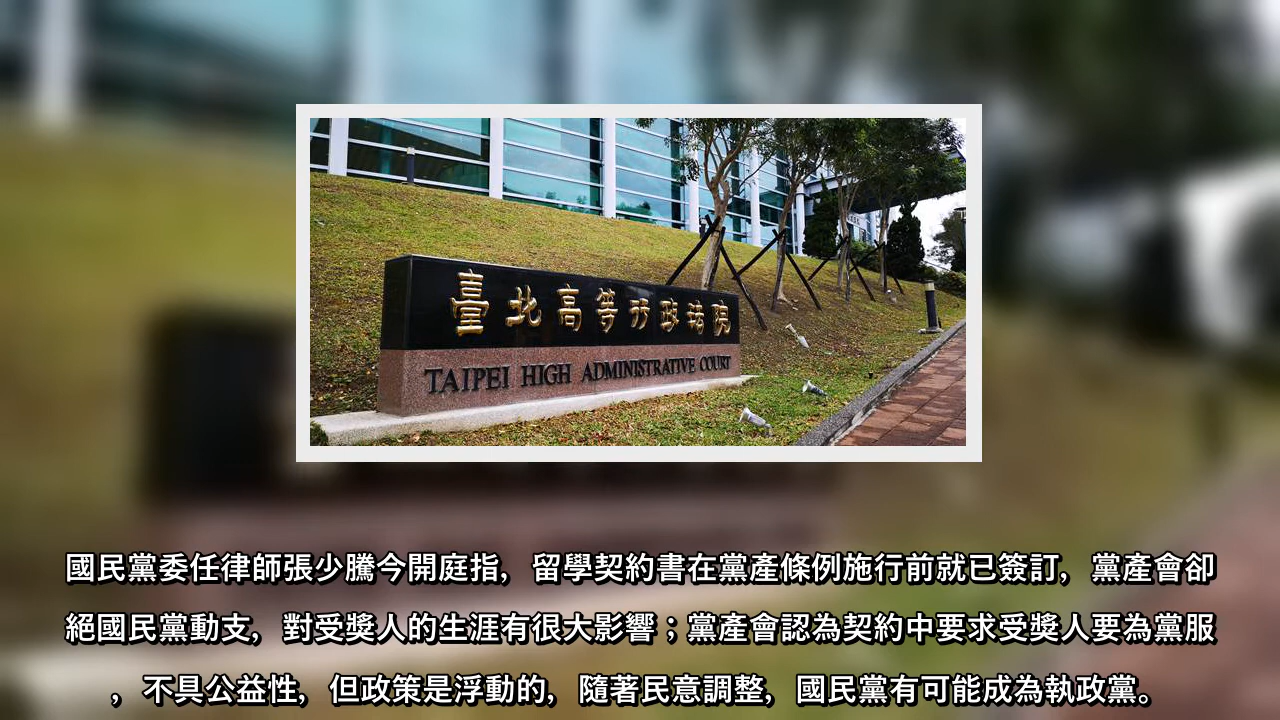 臺北高等行政法院
TAIPEI HIGH ADMINISTRATIVE COURT
國民黨委任律師張少騰今開庭指，留學契約書在黨產條例施行前就已簽訂，黨產會卻
絕國民黨動支，對受獎人的生涯有很大影響；黨產會認為契約中要求受獎人要為黨服
，不具公益性，但政策是浮動的，隨著民意調整，國民黨有可能成為執政黨。